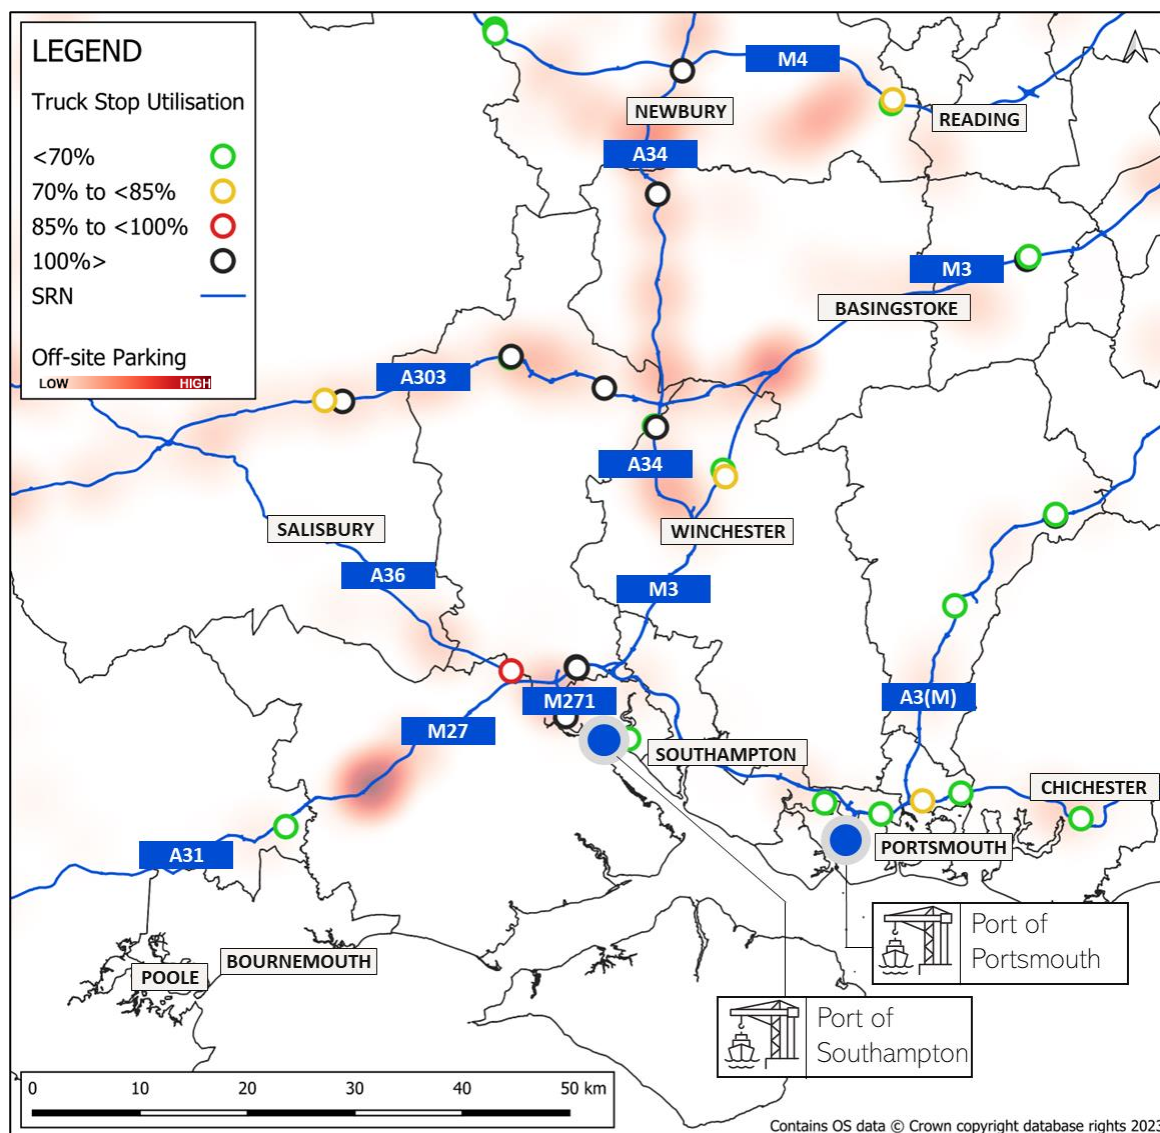 LEGEND
Truck Stop Utilisation
<70%
70% to <85%
85% to <100%
100%>
SRN
Off-site Parking
LOW HIGH
M4
NEWBURY
READING
A34
M3
BASINGSTOKE
A303
A34
SALISBURY
WINCHESTER
A36
M3
M271
A3(M)
M27
SOUTHAMPTON
CHICHESTER
A31
PORTSMOUTH
BOURNEMOUTH
POOLE
Port of
Portsmouth
Port of
Southampton
0 10 20 30 40 50 km
Contains OS data © Crown copyright database rights 2023